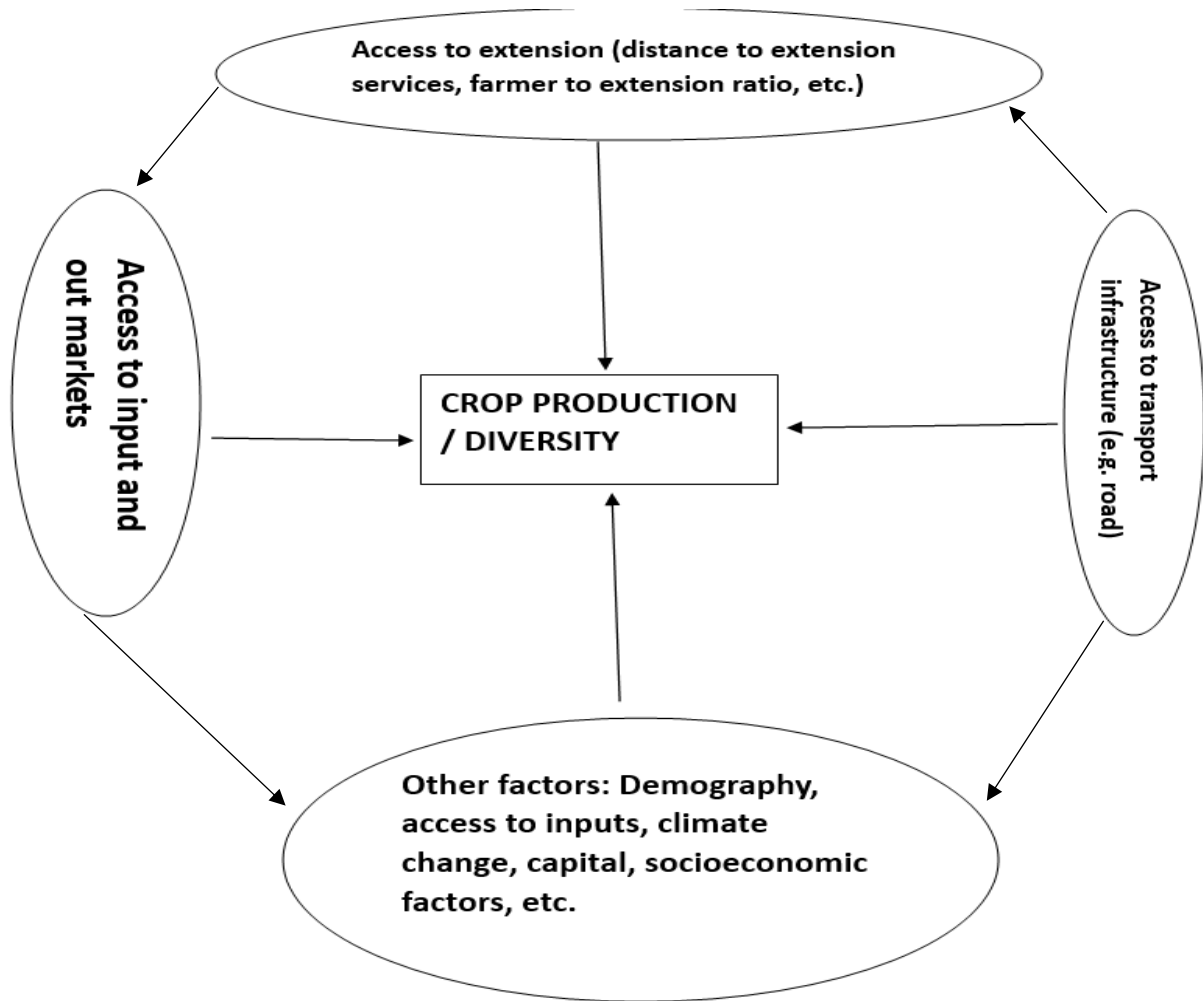 Access to extension (distance to extension
services, farmer to extension ratio, etc.)
Access to input and
out markets
CROP PRODUCTION
/ DIVERSITY
Access to transport
infrastructure (e.g. road)
Other factors: Demography,
access to inputs, climate
change, capital, socioeconomic
factors, etc.